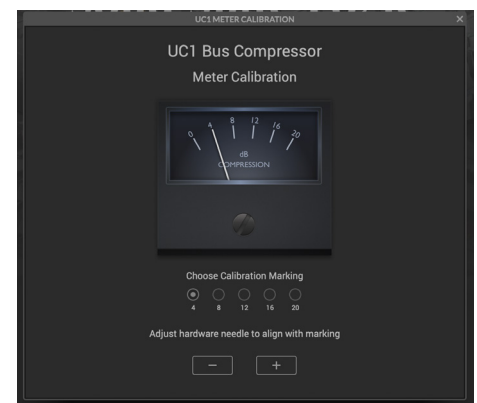 UC1 METER CALIBRATION
UC1 Bus Compressor
Meter Calibration
0 4 8 12 16 20
dB
COMPRESSION
Choose Calibration Marking
4 8 12 16 20
Adjust hardware needle to align with marking
− +